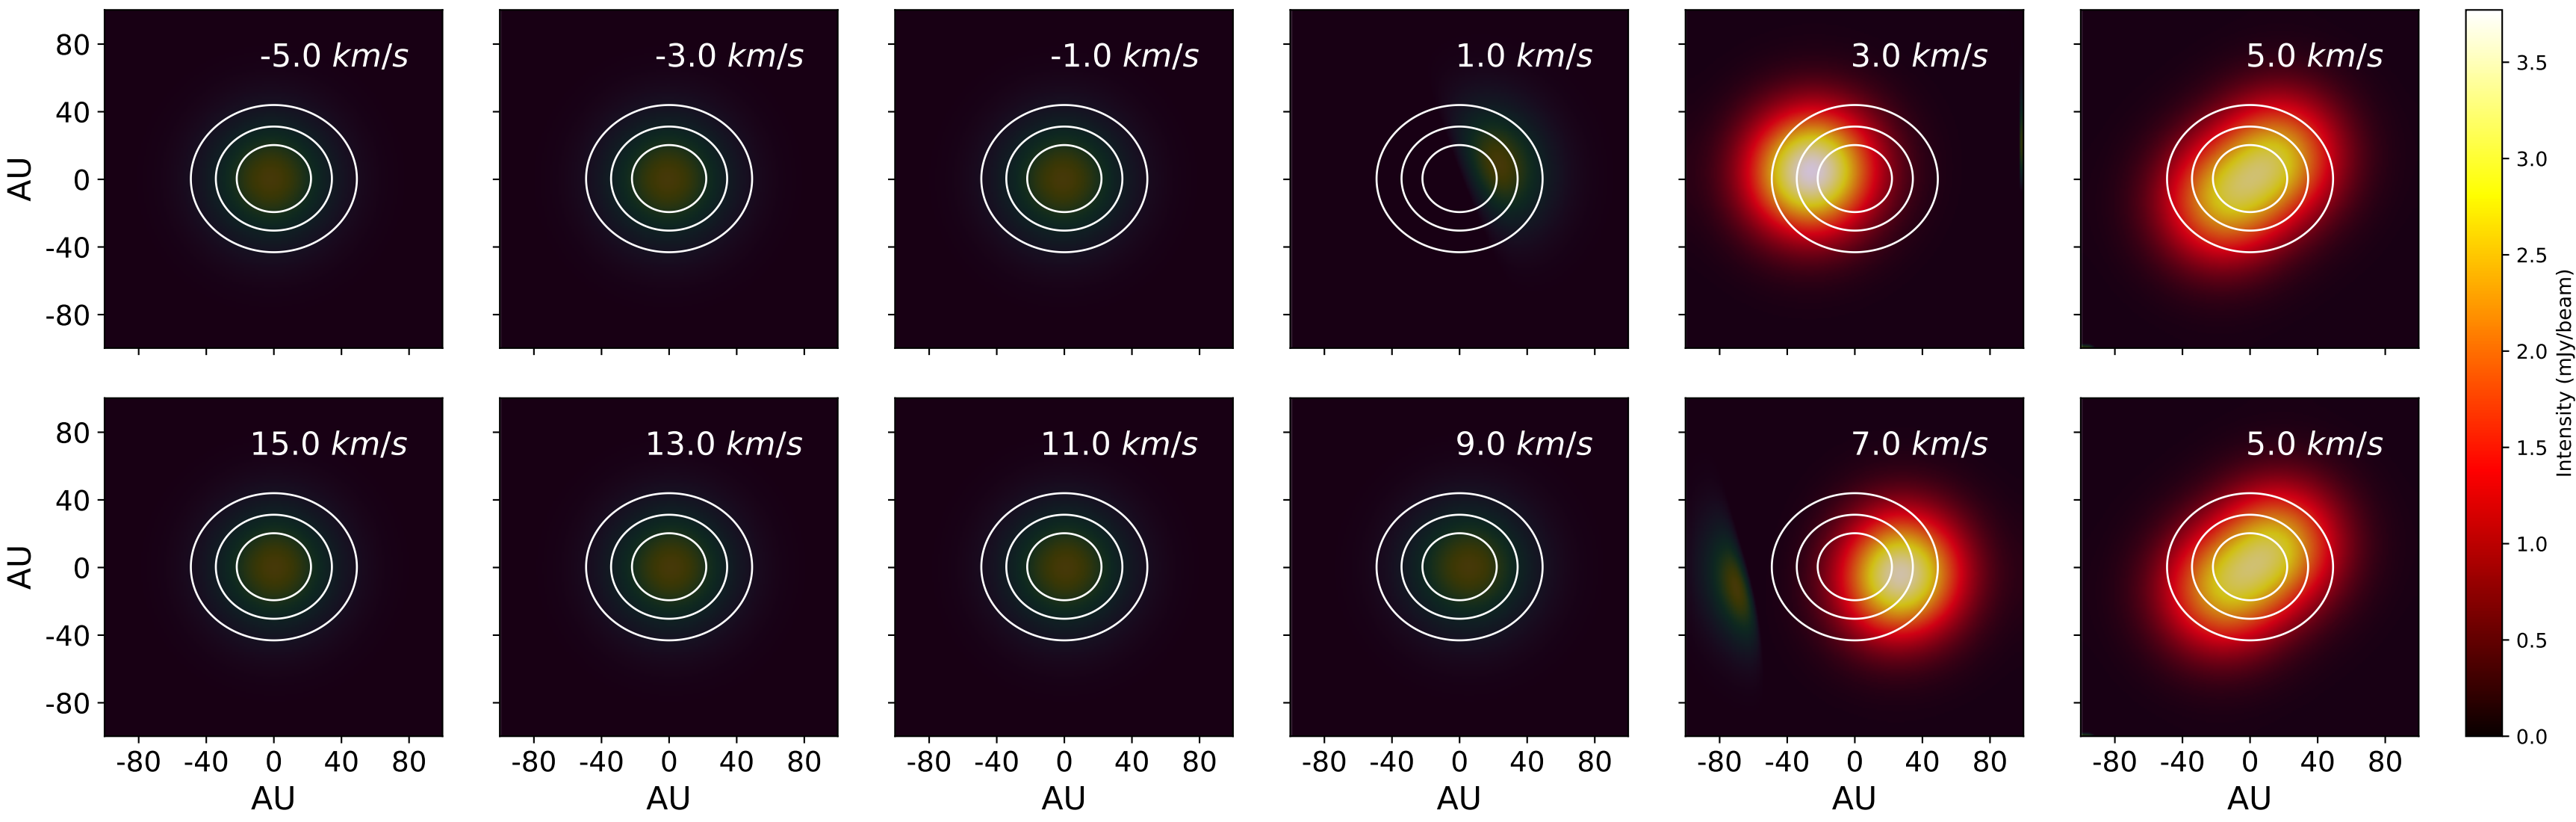 -5.0 km/s
-3.0 km/s
-1.0 km/s
1.0 km/s
3.0 km/s
5.0 km/s
80
40
0
-40
-80
AU
15.0 km/s
13.0 km/s
11.0 km/s
9.0 km/s
7.0 km/s
5.0 km/s
80
40
0
-40
-80
AU
-80 -40 0 40 80
-80 -40 0 40 80
-80 -40 0 40 80
-80 -40 0 40 80
-80 -40 0 40 80
-80 -40 0 40 80
AU
AU
AU
AU
AU
AU
3.5
3.0
2.5
2.0
1.5
1.0
0.5
0.0
Intensity (mJy/beam)